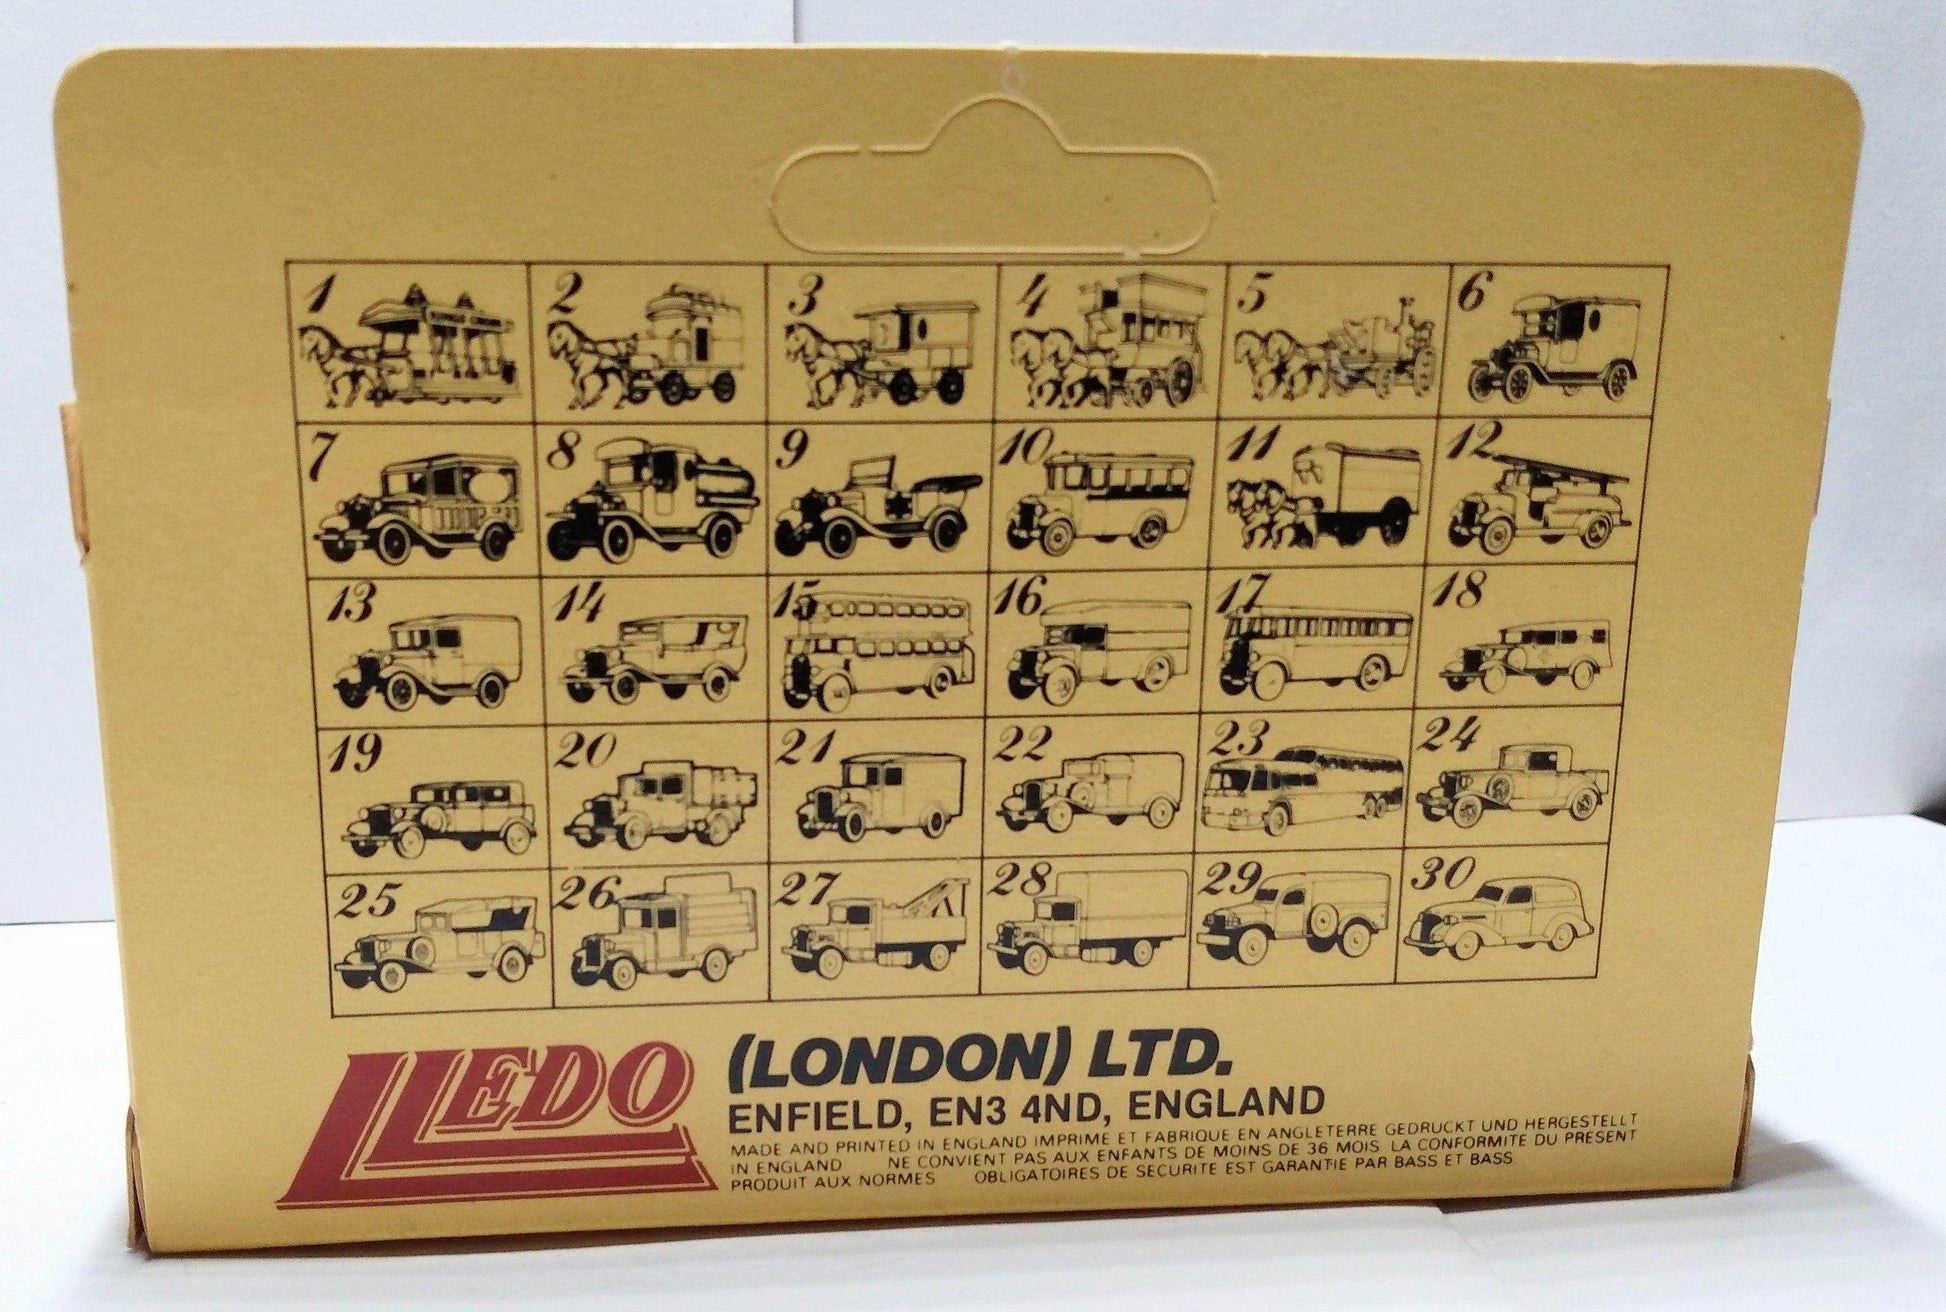 1 2 3 4 5 6
7 8 9 10 11 12
13 14 15 16 17 18
19 20 21 22 23 24
25 26 27 28 29 30
LLEDO (LONDON) LTD.
ENFIELD, EN3 4ND, ENGLAND
MADE AND PRINTED IN ENGLAND IMPRIME ET FABRIQUE EN ANGLETERRE GEDRUCKT UND HERGESTELLT
IN ENGLAND NE CONVIENT PAS AUX ENFANTS DE MOINS DE 36 MOIS LA CONFORMITE DU PRESENT
PRODUIT AUX NORMES OBLIGATOIRES DE SECURITE EST GARANTIE PAR BASS ET BASS.